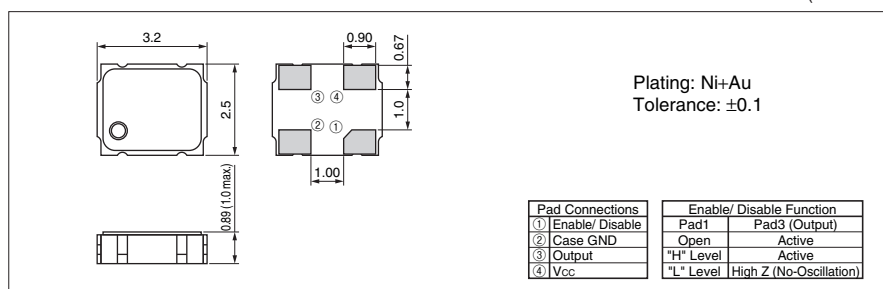 (
3.2
0.90
0.67
2.5
③ ④
② ①
1.0
1.00
0.89 (1.0 max.)
Plating: Ni+Au
Tolerance: ±0.1
Pad Connections
① Enable/ Disable
② Case GND
③ Output
④ Vcc
Enable/ Disable Function
Pad1 Pad3 (Output)
Open Active
"H" Level Active
"L" Level High Z (No-Oscillation)